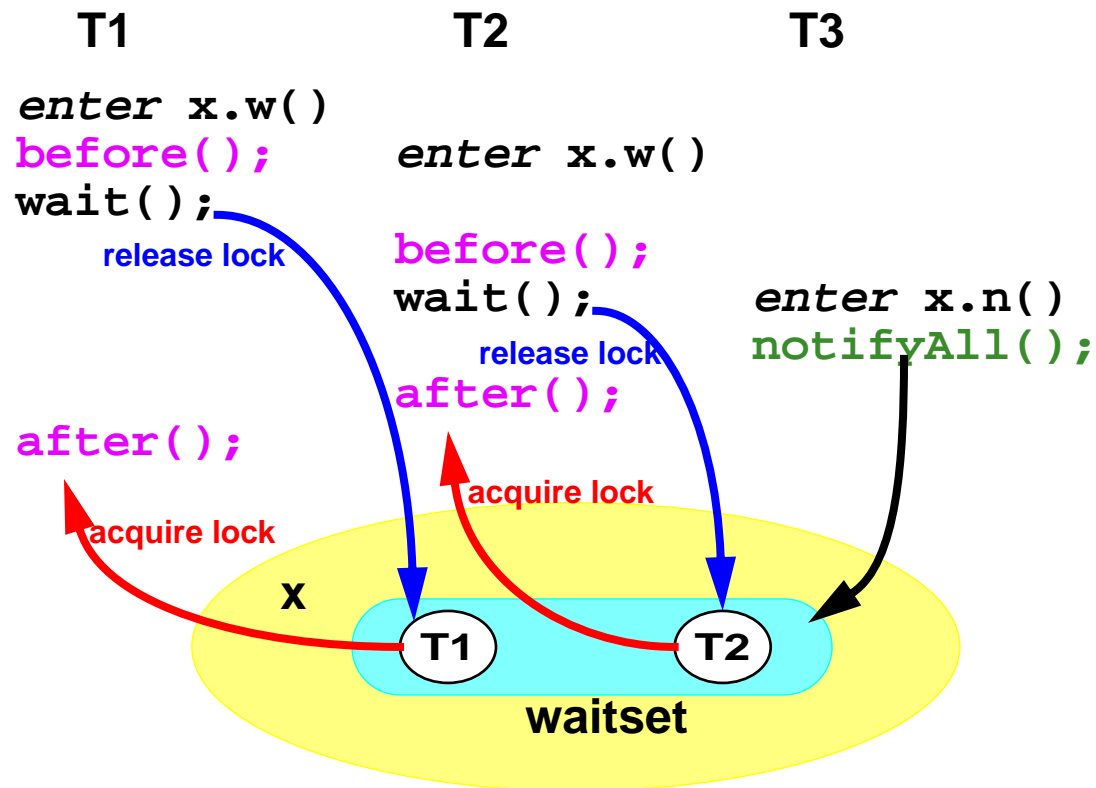 T1 T2 T3
enter x.w()
before(); enter x.w()
wait();
release lock before();
wait(); enter x.n()
release lock notifyAll();
after();
after();
acquire lock
acquire lock
x
T1 T2
waitset